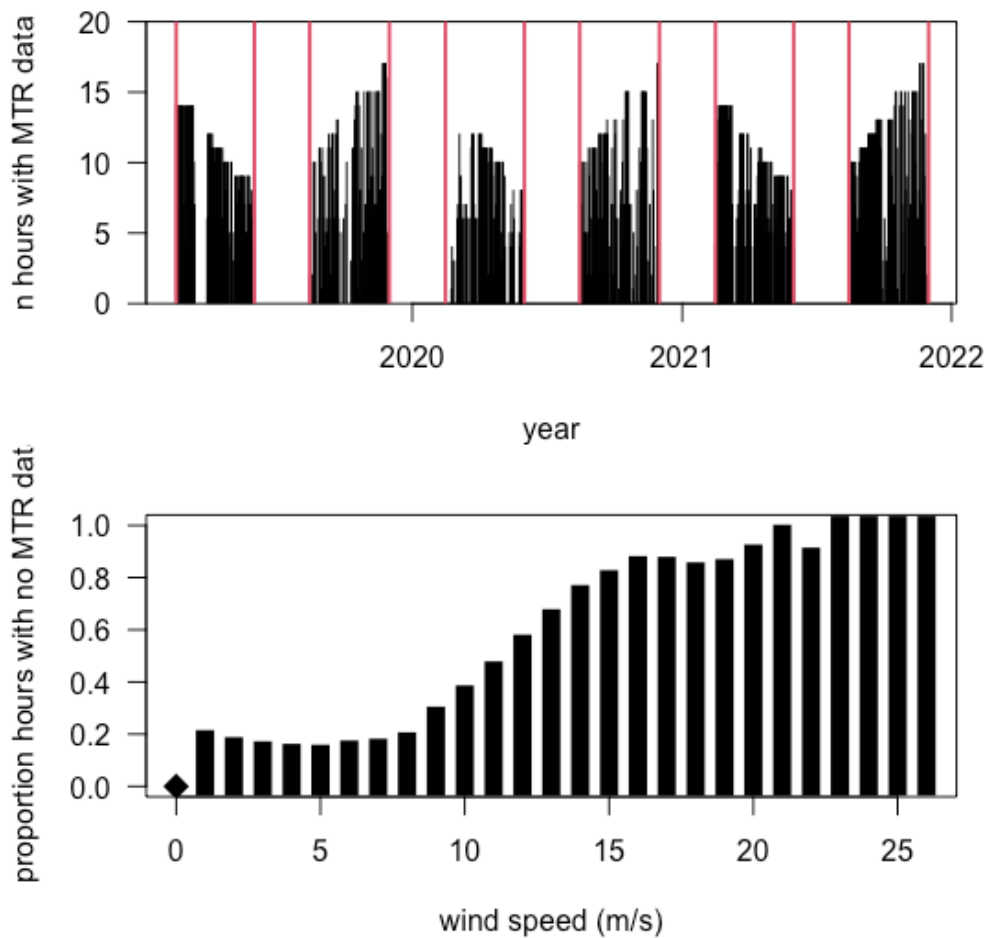 n hours with MTR data
20
15
10
5
0
2020 2021 2022
year
proportion hours with no MTR dat
1.0
0.8
0.6
0.4
0.2
0.0
0 5 10 15 20 25
wind speed (m/s)